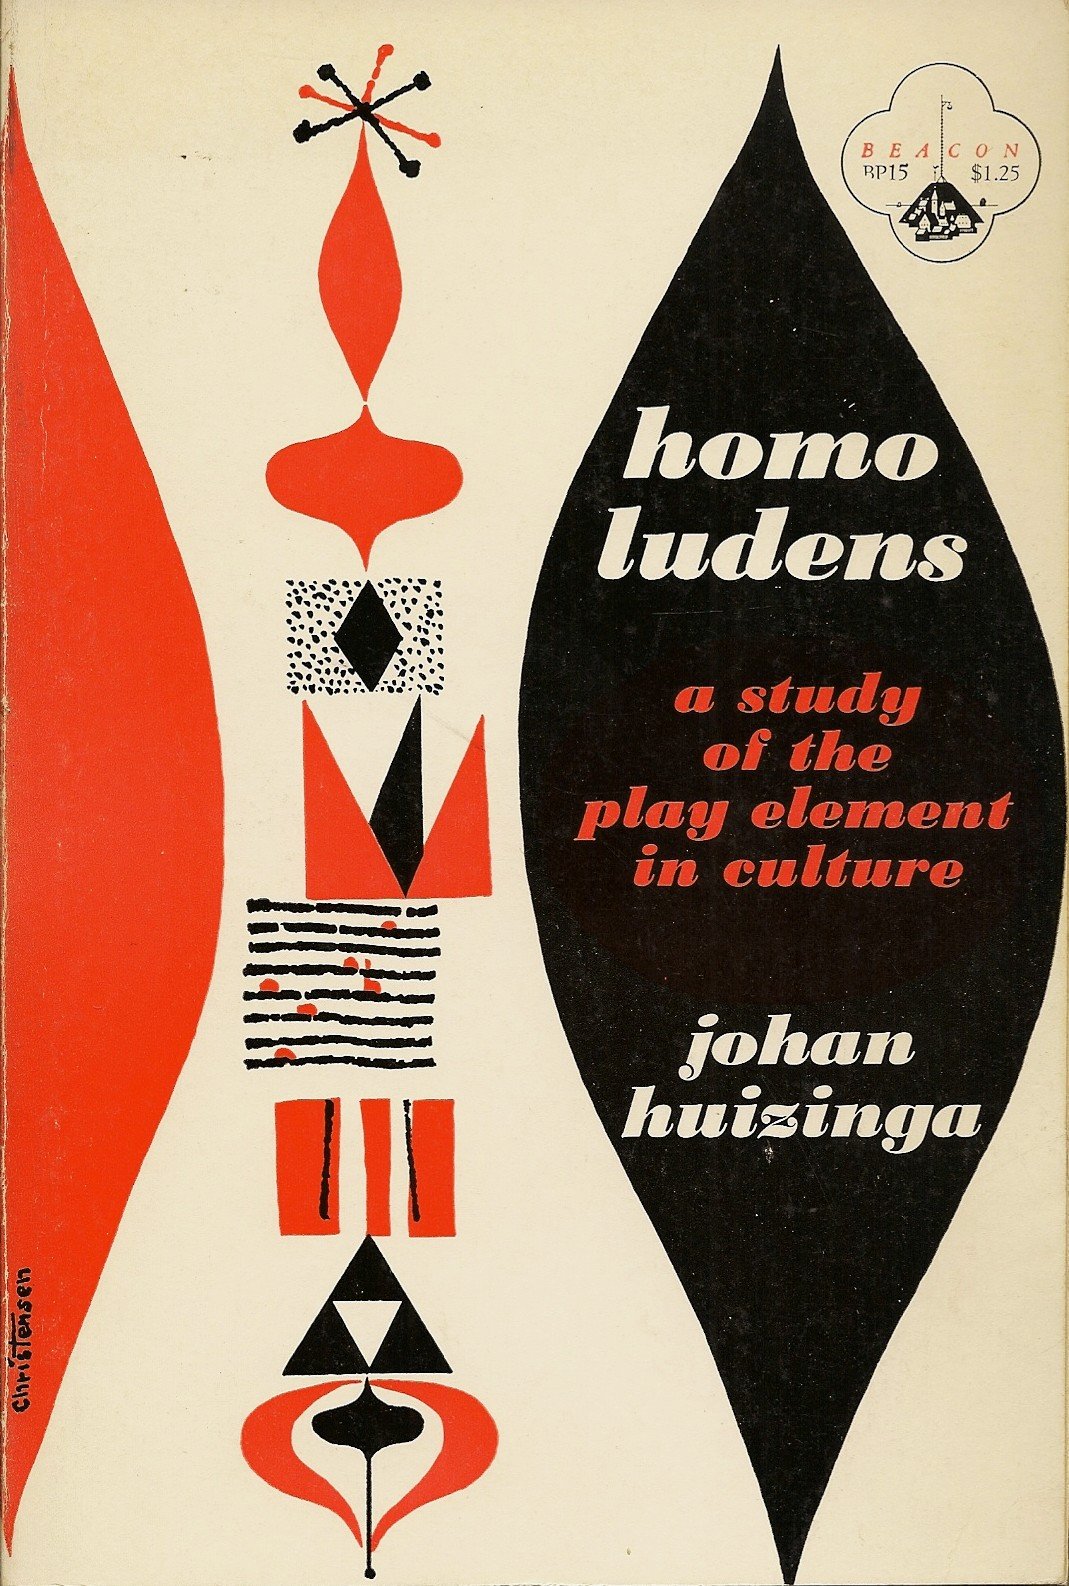 BEACON
BP15 $1.25
homo
ludens
a study
of the
play element
in culture
johan
huizinga
Christensen